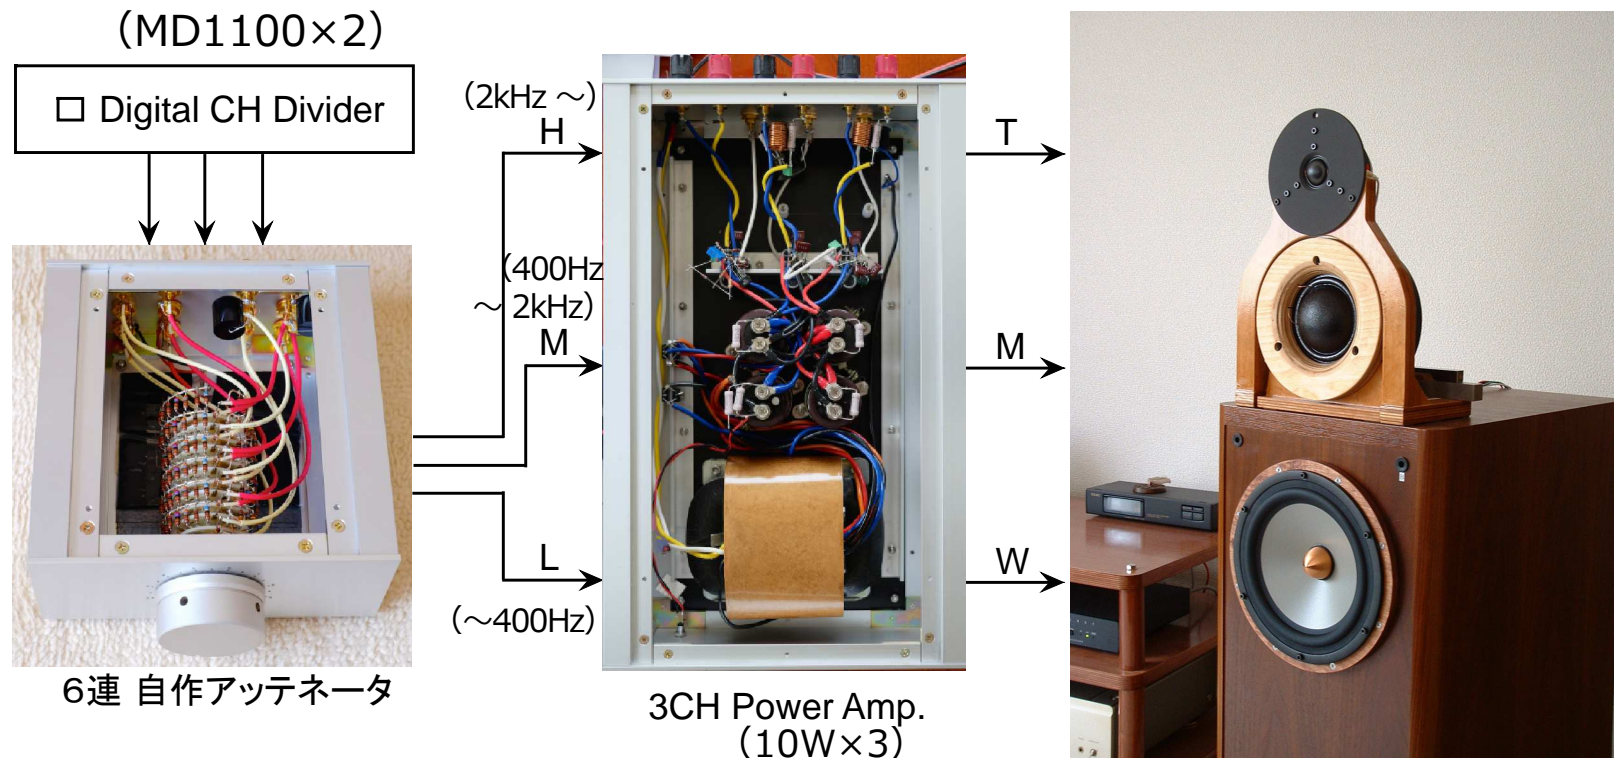 (MD1100×2)
ロ Digital CH Divider
6連 自作アッテネータ
(2kHz ～)
H
(400Hz
～ 2kHz)
M
L
(～400Hz)
3CH Power Amp.
(10W×3)
T
M
W